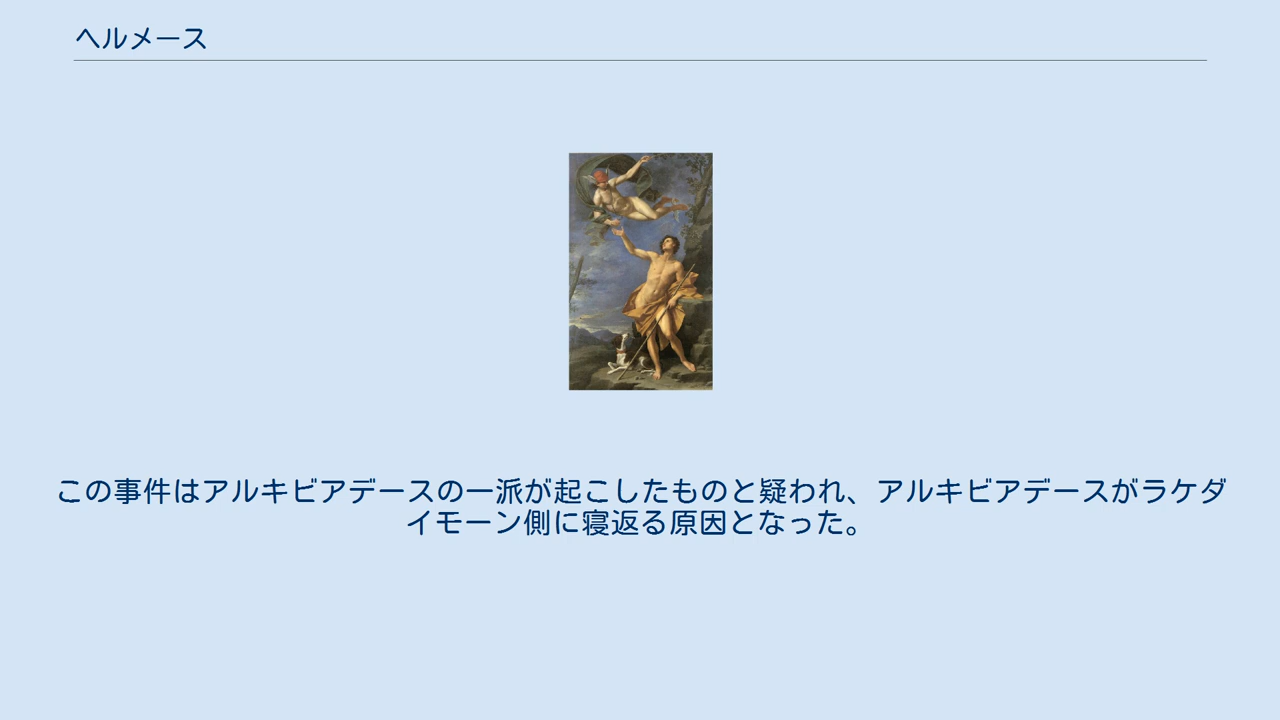 ヘルメース
この事件はアルキビアデースの一派が起こしたものと疑われ、アルキビアデースがラケダ
イモーン側に寝返る原因となった。